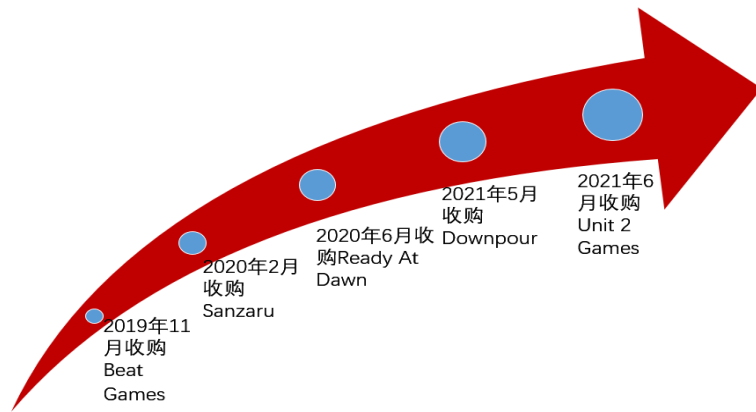 2019年11
月收购
Beat
Games
2020年2月
收购
Sanzaru
2020年6月收
购Ready At
Dawn
2021年5月
收购
Downpour
2021年6
月收购
Unit 2
Games